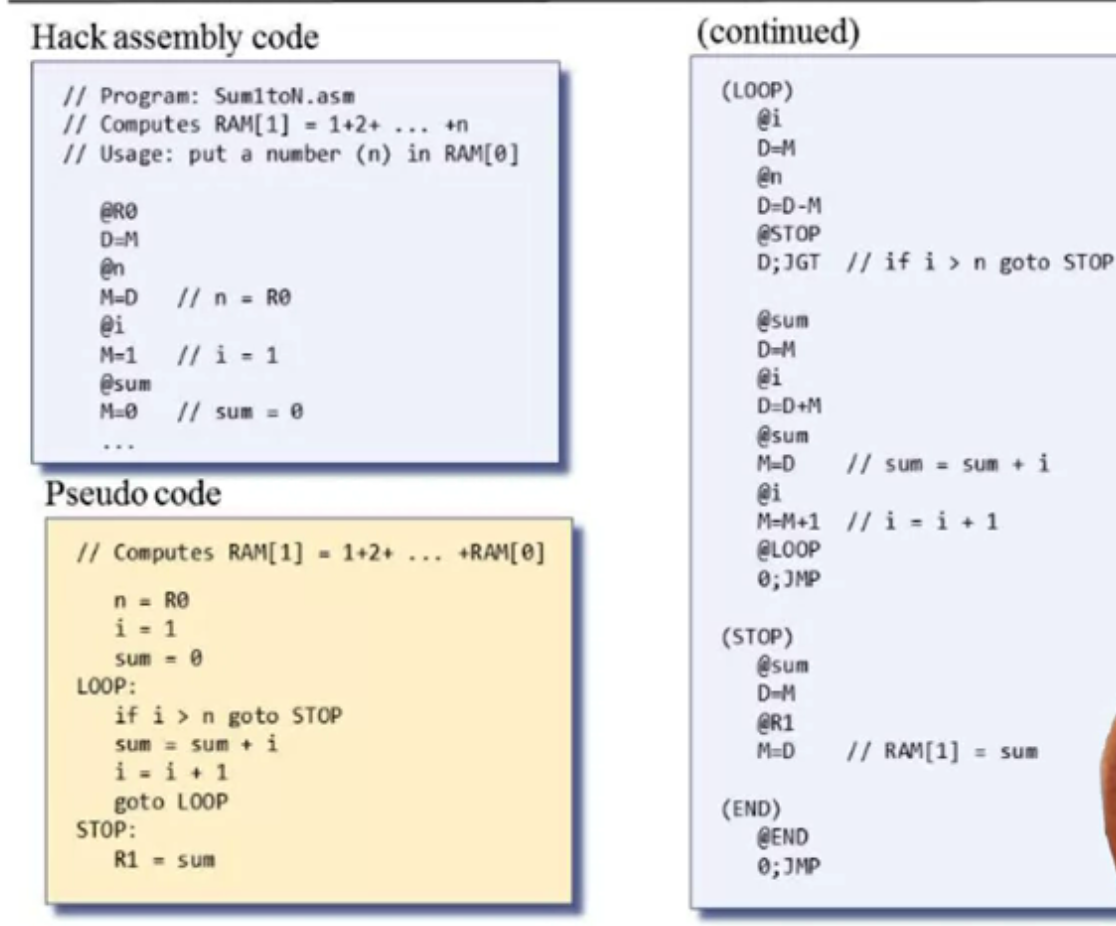 Hack assembly code
// Program: Sum1toN.asm
// Computes RAM[1] = 1+2+ ... +n
// Usage: put a number (n) in RAM[0]
@R0
D=M
@n
M=D // n = R0
@i
M=1 // i = 1
@sum
M=0 // sum = 0
...
Pseudo code
// Computes RAM[1] = 1+2+ ... +RAM[0]
n = R0
i = 1
sum = 0
LOOP:
if i > n goto STOP
sum = sum + i
i = i + 1
goto LOOP
STOP:
R1 = sum
(continued)
(LOOP)
@i
D=M
@n
D=D-M
@STOP
D;JGT // if i > n goto STOP
@sum
D=M
@i
D=D+M
@sum
M=D // sum = sum + i
@i
M=M+1 // i = i + 1
@LOOP
0;JMP
(STOP)
@sum
D=M
@R1
M=D // RAM[1] = sum
(END)
@END
0;JMP